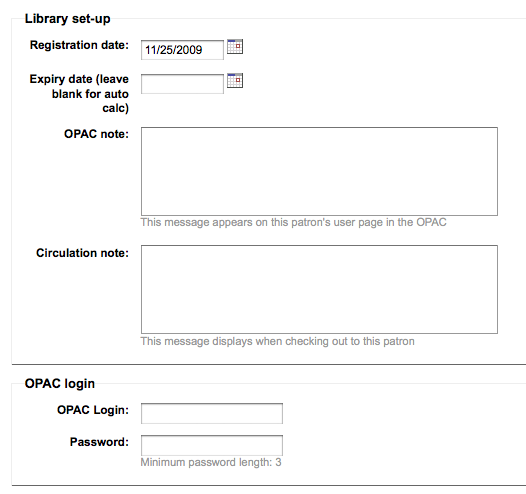 Library set-up
Registration date: 11/25/2009
Expiry date (leave
blank for auto
calc)
OPAC note:
This message appears on this patron's user page in the OPAC
Circulation note:
This message displays when checking out to this patron
OPAC login
OPAC Login:
Password:
Minimum password length: 3